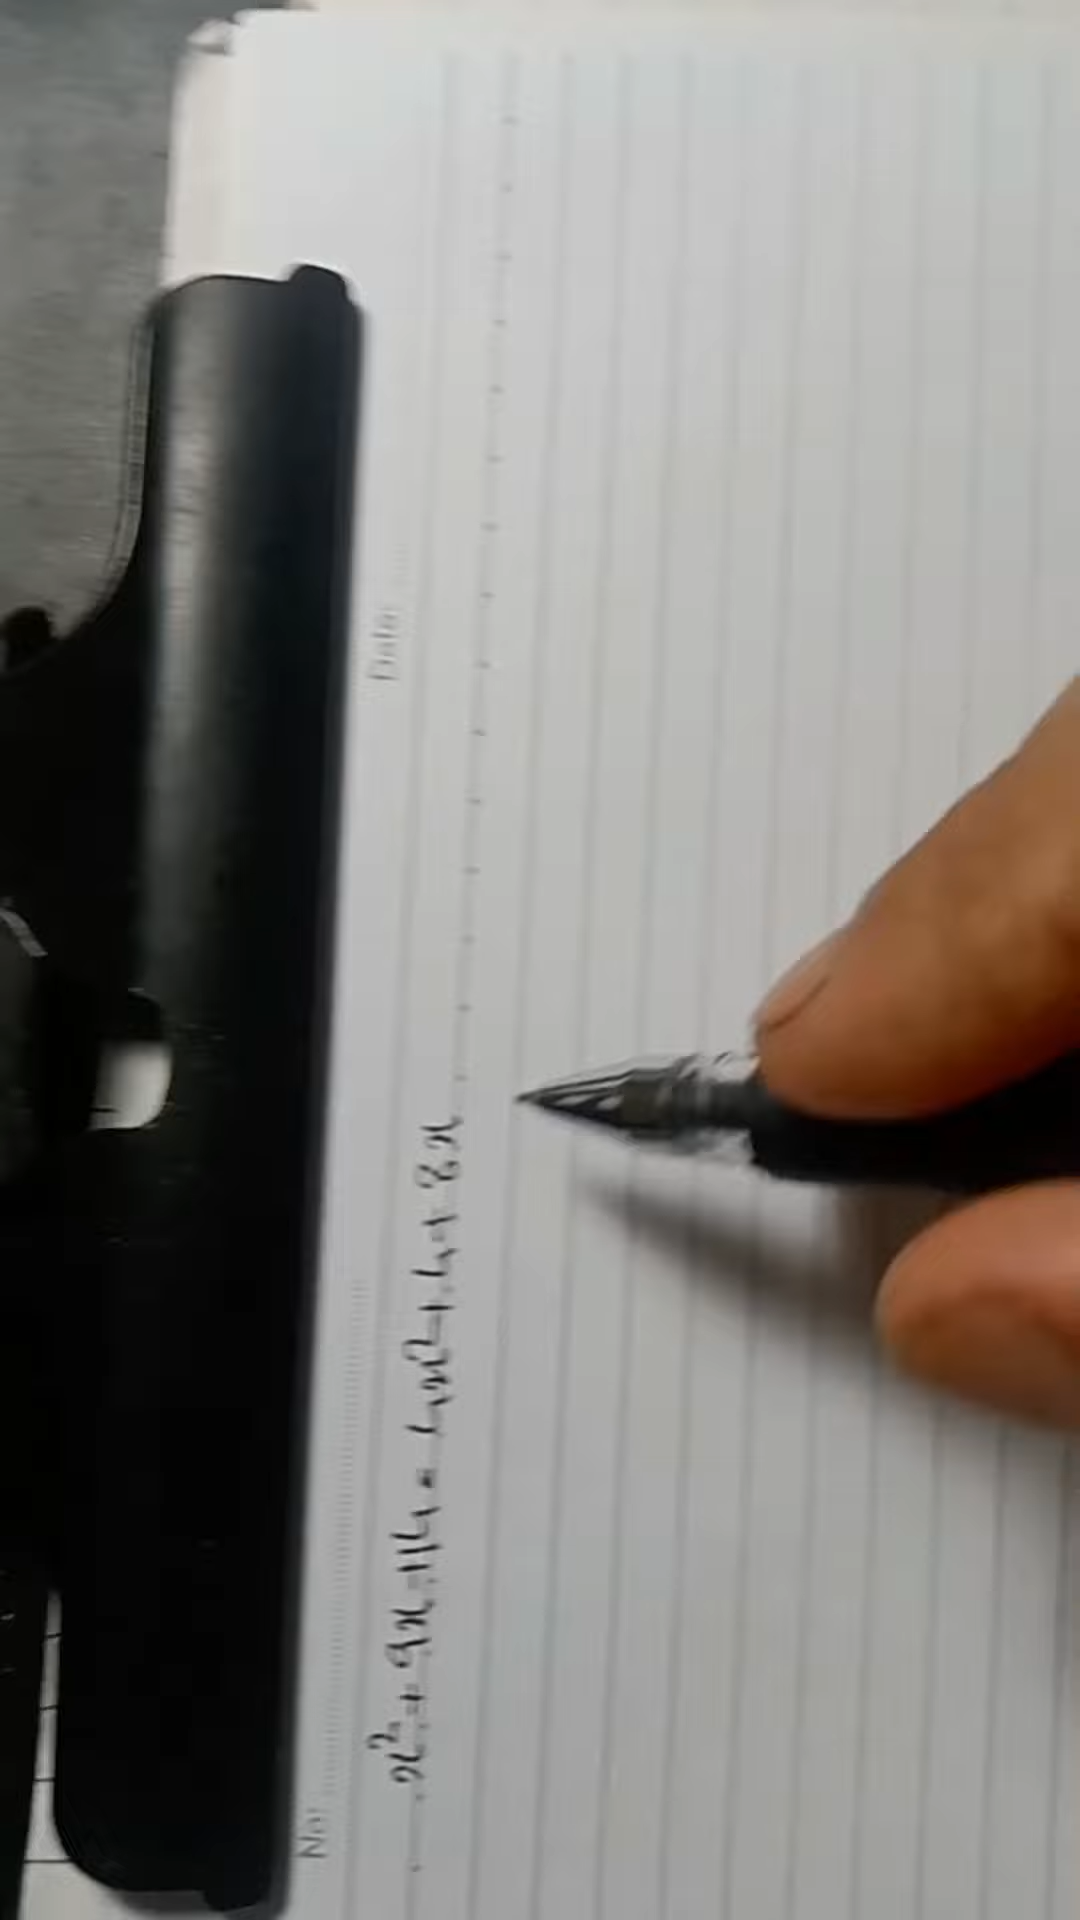 No: Date:
x² + 9x + 14 = 4x² + 4 + 8x